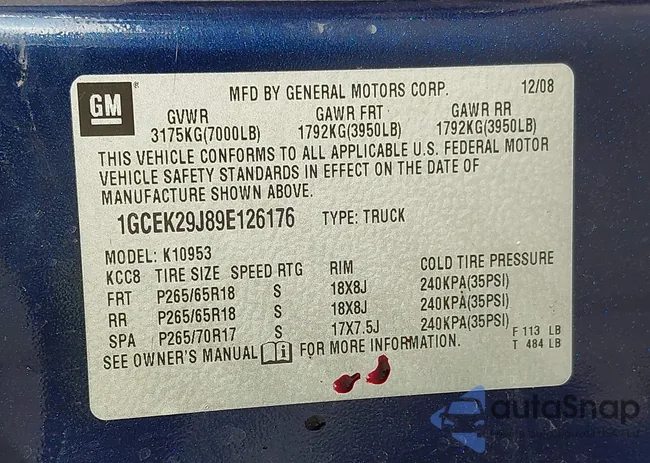 GM
MFD BY GENERAL MOTORS CORP. 12/08
GVWR GAWR FRT GAWR RR
3175KG(7000LB) 1792KG(3950LB) 1792KG(3950LB)
THIS VEHICLE CONFORMS TO ALL APPLICABLE U.S. FEDERAL MOTOR
VEHICLE SAFETY STANDARDS IN EFFECT ON THE DATE OF
MANUFACTURE SHOWN ABOVE.
1GCEK29J89E126176 TYPE: TRUCK
MODEL: K10953
KCC8 TIRE SIZE SPEED RTG RIM COLD TIRE PRESSURE
FRT P265/65R18 S 18X8J 240KPA(35PSI)
RR P265/65R18 S 18X8J 240KPA(35PSI)
SPA P265/70R17 S 17X7.5J 240KPA(35PSI)
SEE OWNER'S MANUAL FOR MORE INFORMATION.
F 113 LB
T 484 LB
autoSnap